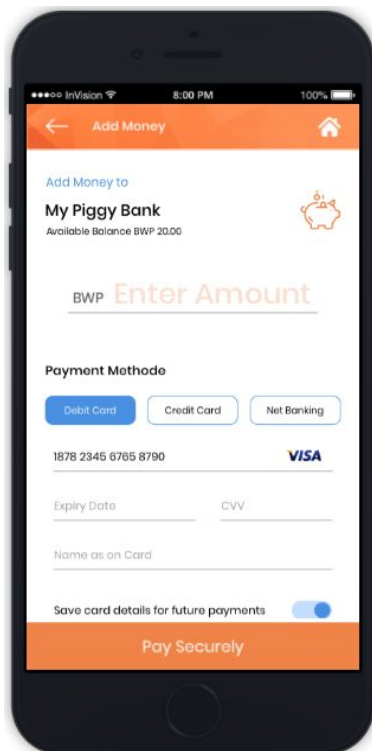 InVision 8:00 PM 100%
Add Money
Add Money to
My Piggy Bank
Available Balance BWP 20.00
BWP Enter Amount
Payment Methode
Debit Card Credit Card Net Banking
1878 2345 6765 8790 VISA
Expiry Date CVV
Name as on Card
Save card details for future payments
Pay Securely